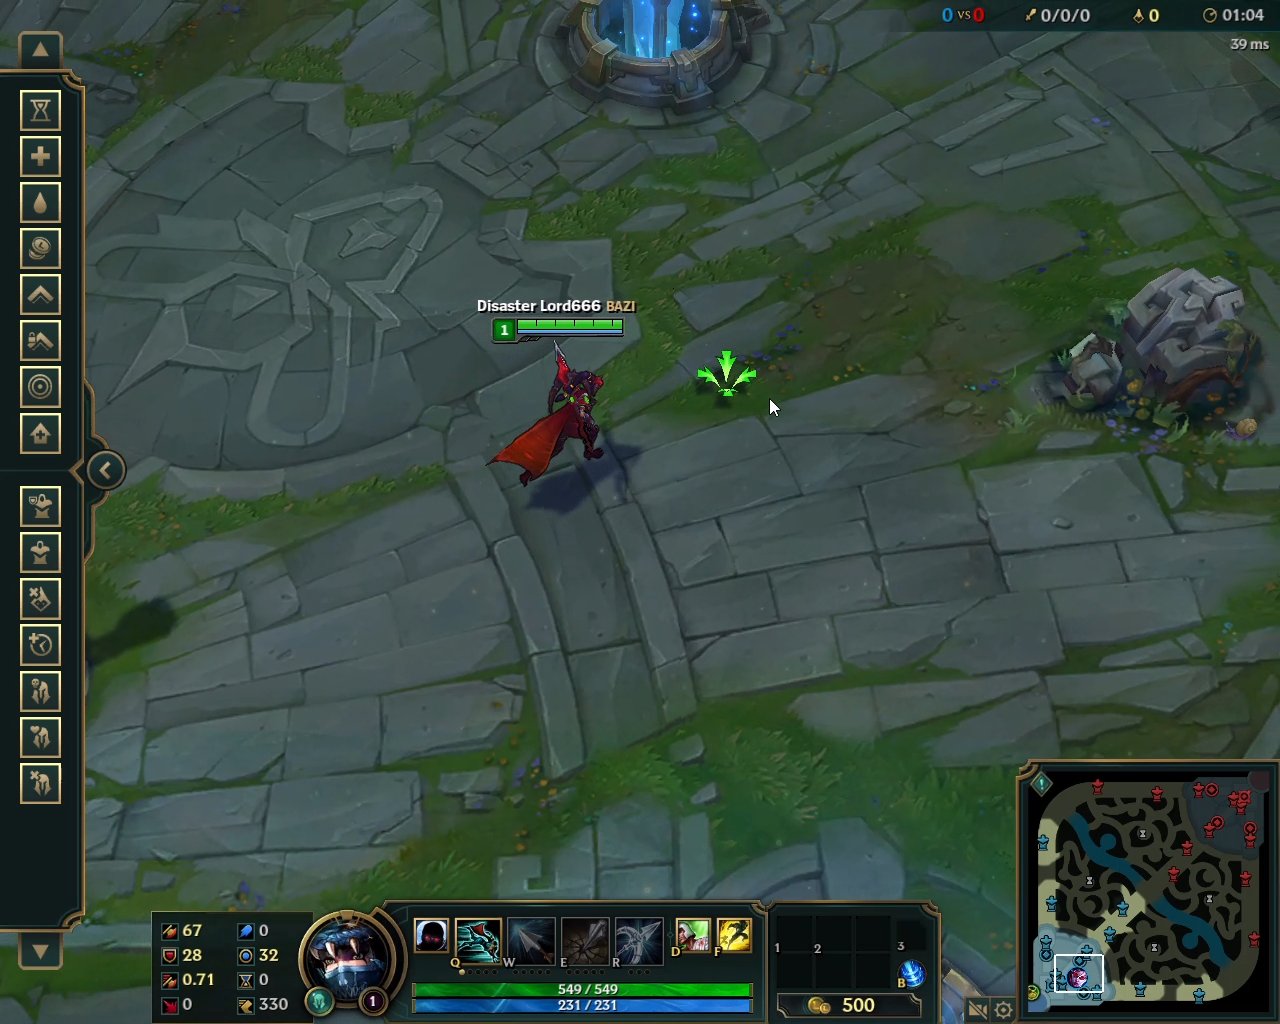 0 vs 0 0/0/0 0 01:04
39 ms
Disaster Lord666 BAZI
1
67 0
28 32
0.71 0
0 330
1
Q W E R D F
549 / 549
231 / 231
1 2 3
B
500